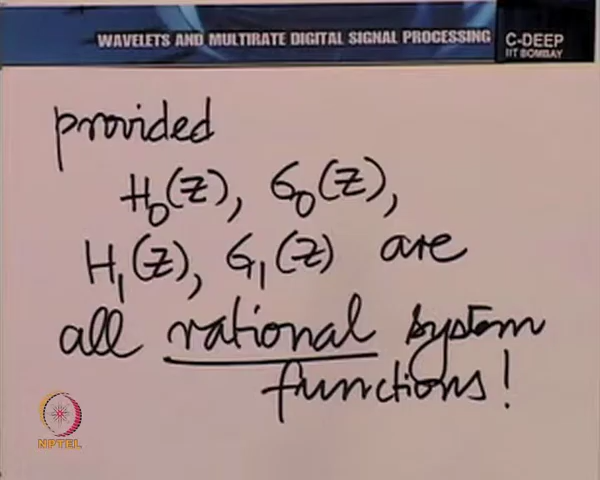 WAVELETS AND MULTIRATE DIGITAL SIGNAL PROCESSING
C-DEEP
IIT BOMBAY
provided
H₀(Z), G₀(Z),
H₁(Z), G₁(Z) are
all rational system
functions!
NPTEL